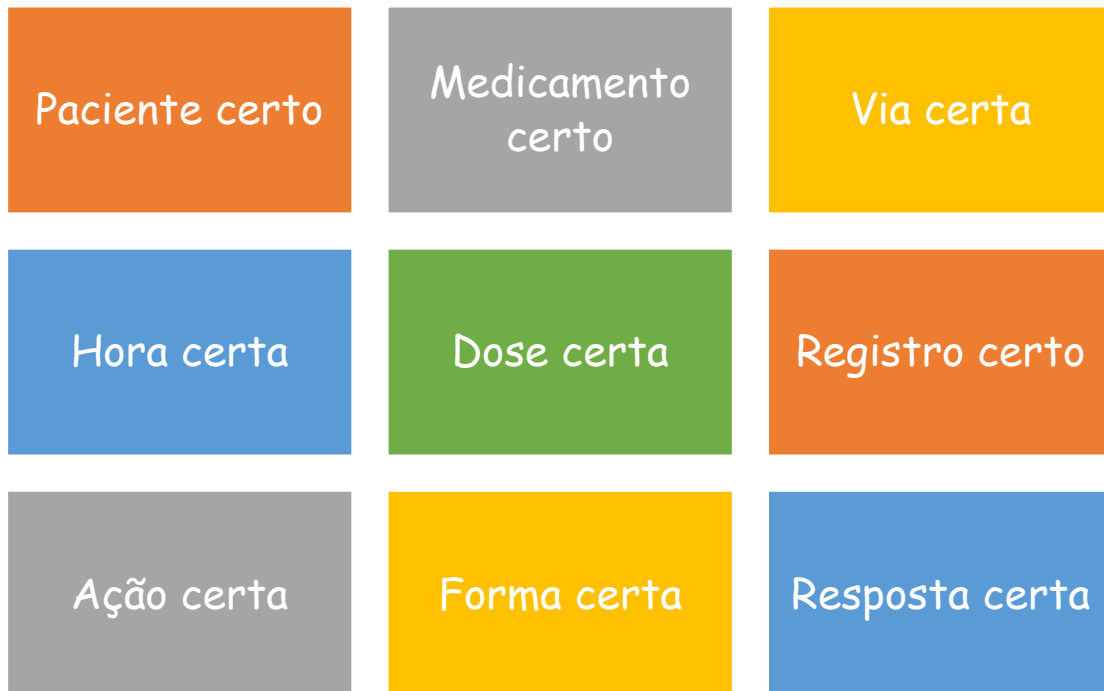 Paciente certo
Medicamento
certo
Via certa
Hora certa
Dose certa
Registro certo
Ação certa
Forma certa
Resposta certa